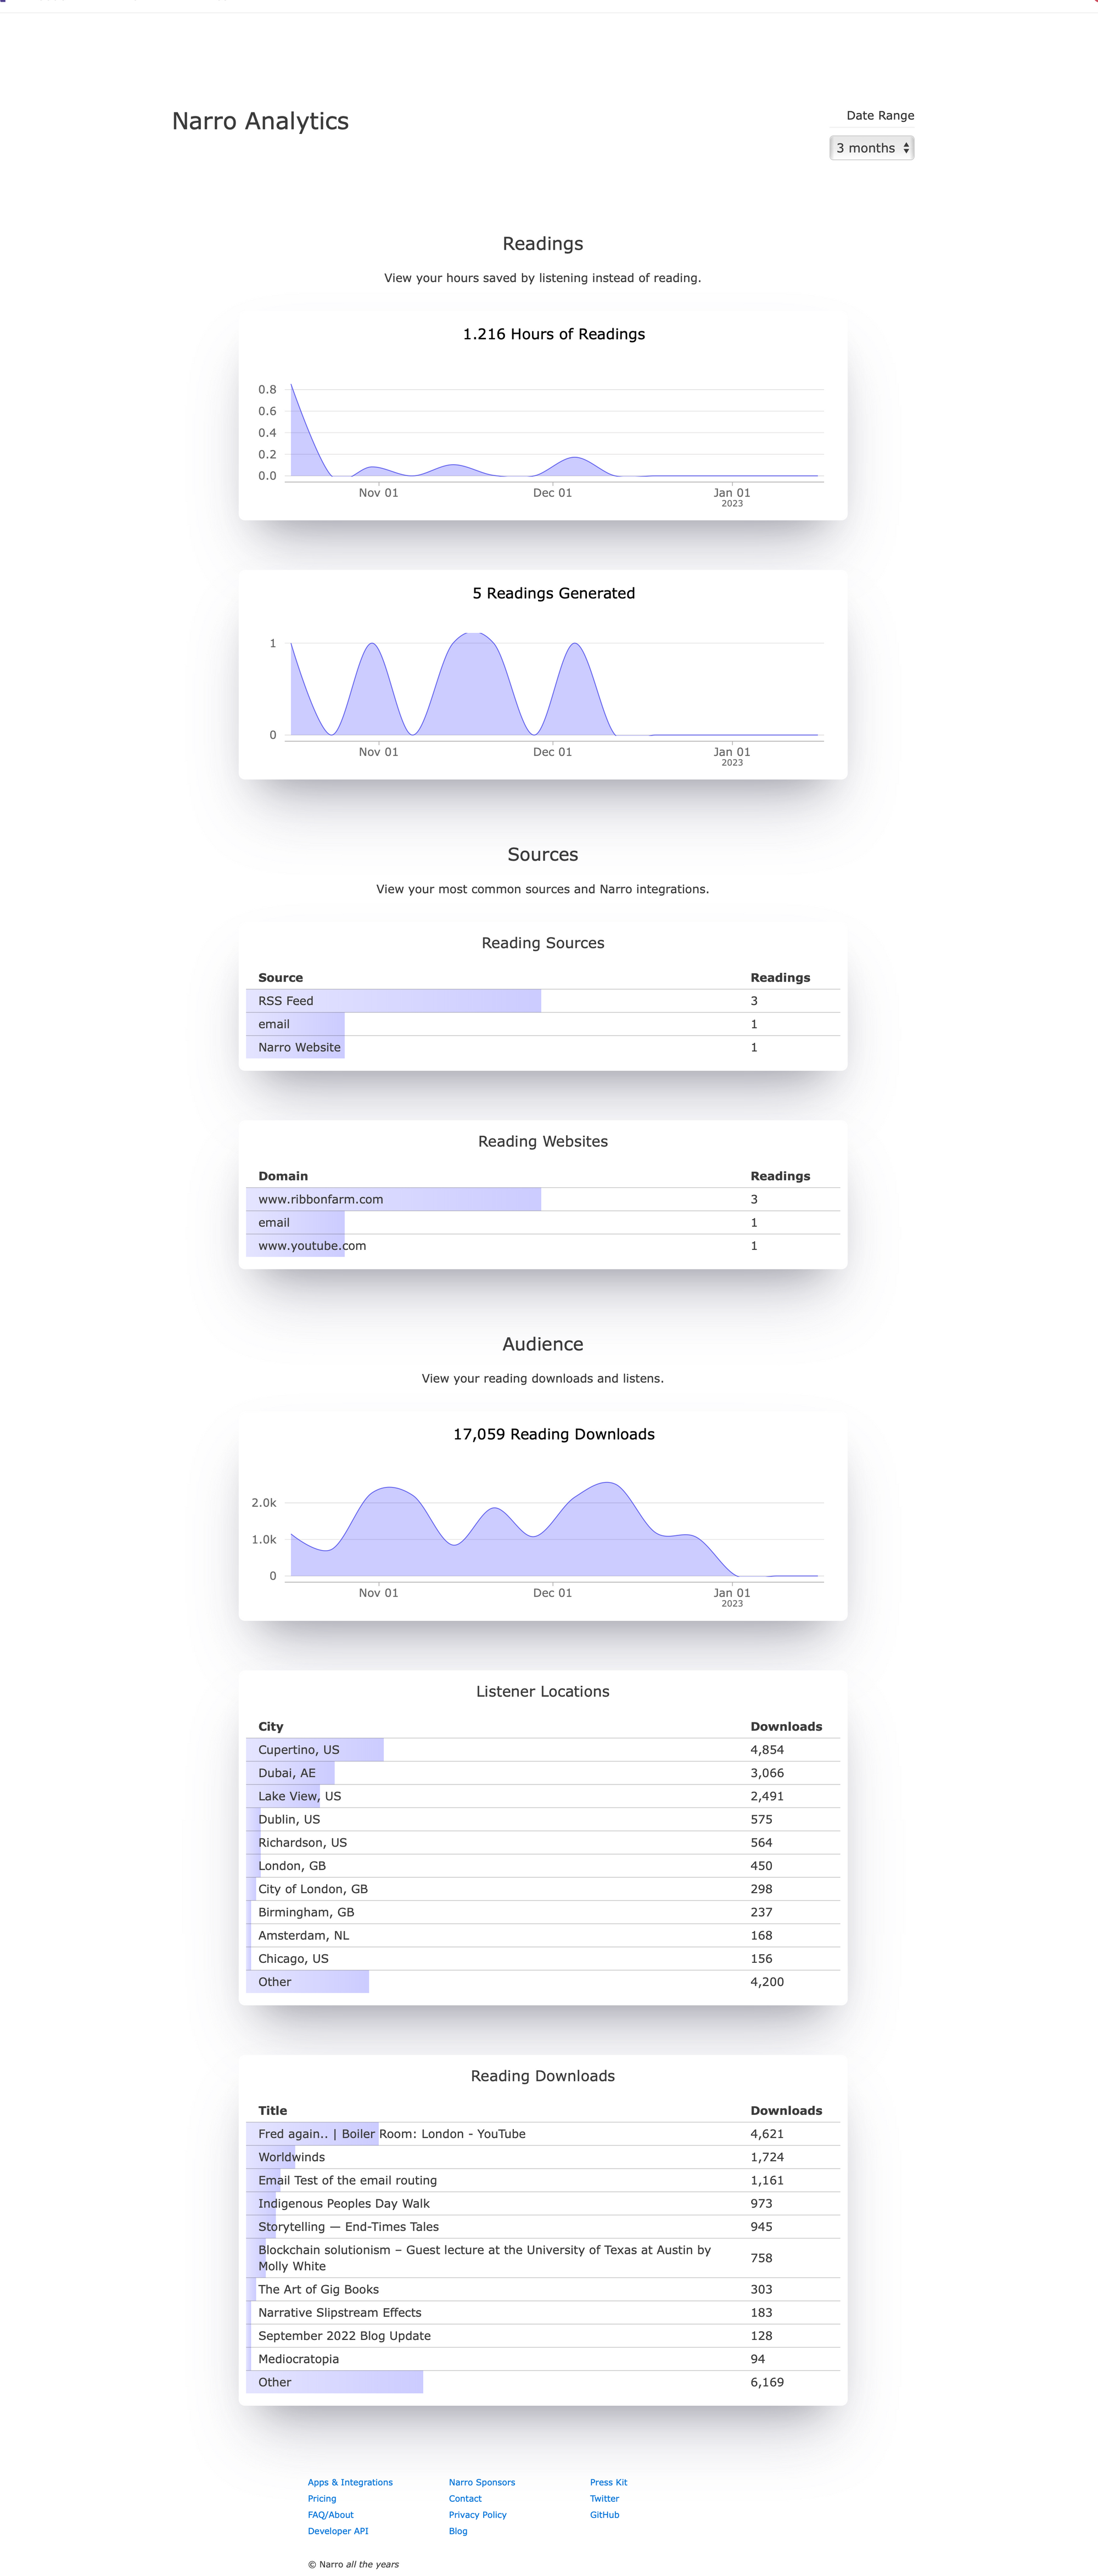 Narro Analytics
Date Range
3 months
Readings
View your hours saved by listening instead of reading.
1.216 Hours of Readings
0.8
0.6
0.4
0.2
0.0
Nov 01
Dec 01
Jan 01
2023
5 Readings Generated
1
0
Nov 01
Dec 01
Jan 01
2023
Sources
View your most common sources and Narro integrations.
Reading Sources
Source Readings
RSS Feed 3
email 1
Narro Website 1
Reading Websites
Domain Readings
www.ribbonfarm.com 3
email 1
www.youtube.com 1
Audience
View your reading downloads and listens.
17,059 Reading Downloads
2.0k
1.0k
0
Nov 01
Dec 01
Jan 01
2023
Listener Locations
City Downloads
Cupertino, US 4,854
Dubai, AE 3,066
Lake View, US 2,491
Dublin, US 575
Richardson, US 564
London, GB 450
City of London, GB 298
Birmingham, GB 237
Amsterdam, NL 168
Chicago, US 156
Other 4,200
Reading Downloads
Title Downloads
Fred again.. | Boiler Room: London - YouTube 4,621
Worldwinds 1,724
Email Test of the email routing 1,161
Indigenous Peoples Day Walk 973
Storytelling — End-Times Tales 945
Blockchain solutionism – Guest lecture at the University of Texas at Austin by
Molly White 758
The Art of Gig Books 303
Narrative Slipstream Effects 183
September 2022 Blog Update 128
Mediocratopia 94
Other 6,169
Apps & Integrations
Pricing
FAQ/About
Developer API
Narro Sponsors
Contact
Privacy Policy
Blog
Press Kit
Twitter
GitHub
© Narro all the years